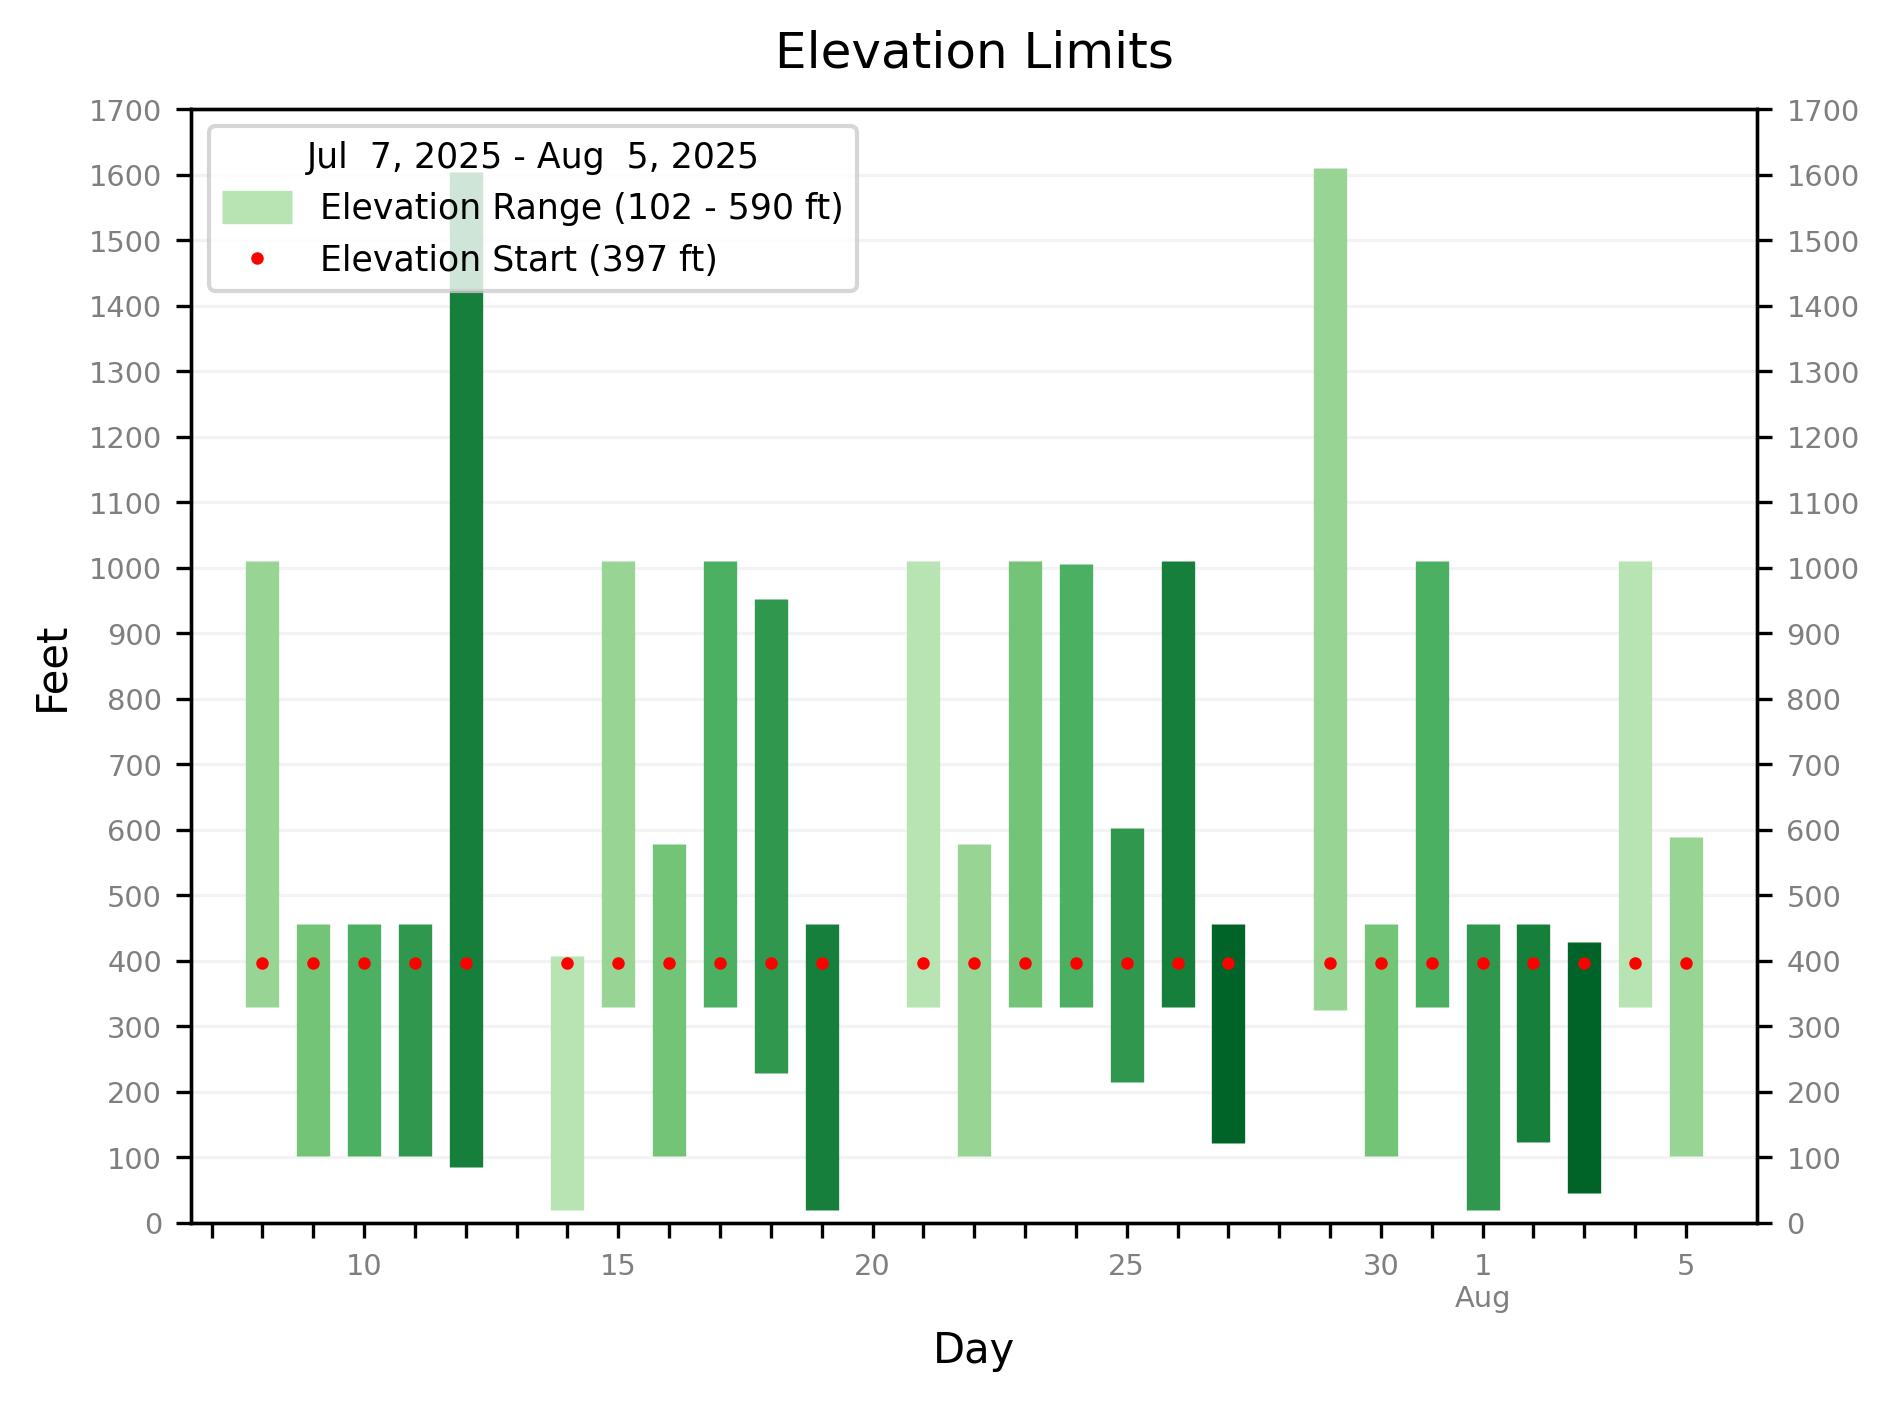 Elevation Limits
Jul  7, 2025 - Aug  5, 2025
Elevation Range (102 - 590 ft)
Elevation Start (397 ft)
1700 1700
1600 1600
1500 1500
1400 1400
1300 1300
1200 1200
1100 1100
1000 1000
900 900
800 800
700 700
600 600
500 500
400 400
300 300
200 200
100 100
0 0
Feet
10 15 20 25 30 1 5
Aug
Day